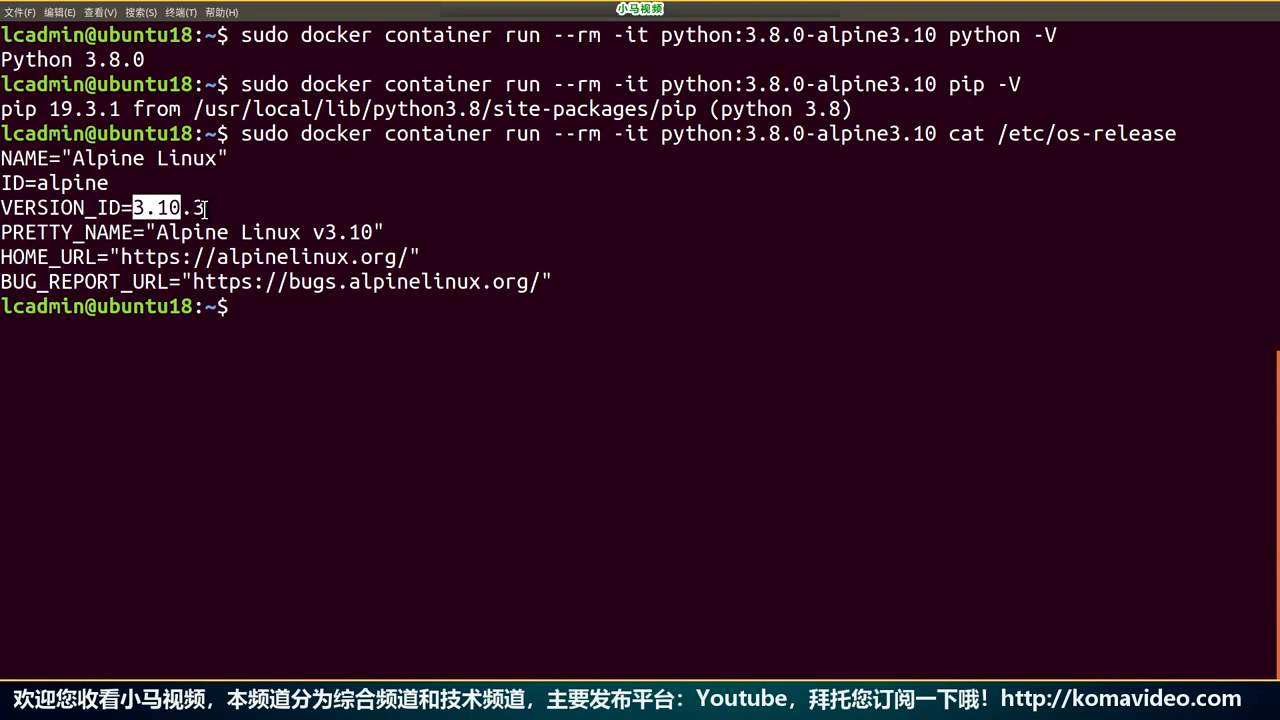 小马视频
文件(F) 编辑(E) 查看(V) 搜索(S) 终端(T) 帮助(H)
lcadmin@ubuntu18:~$ sudo docker container run --rm -it python:3.8.0-alpine3.10 python -V
Python 3.8.0
lcadmin@ubuntu18:~$ sudo docker container run --rm -it python:3.8.0-alpine3.10 pip -V
pip 19.3.1 from /usr/local/lib/python3.8/site-packages/pip (python 3.8)
lcadmin@ubuntu18:~$ sudo docker container run --rm -it python:3.8.0-alpine3.10 cat /etc/os-release
NAME="Alpine Linux"
ID=alpine
VERSION_ID=3.10.3
PRETTY_NAME="Alpine Linux v3.10"
HOME_URL="https://alpinelinux.org/"
BUG_REPORT_URL="https://bugs.alpinelinux.org/"
lcadmin@ubuntu18:~$
欢迎您收看小马视频，本频道分为综合频道和技术频道，主要发布平台：Youtube，拜托您订阅一下哦！http://komavideo.com